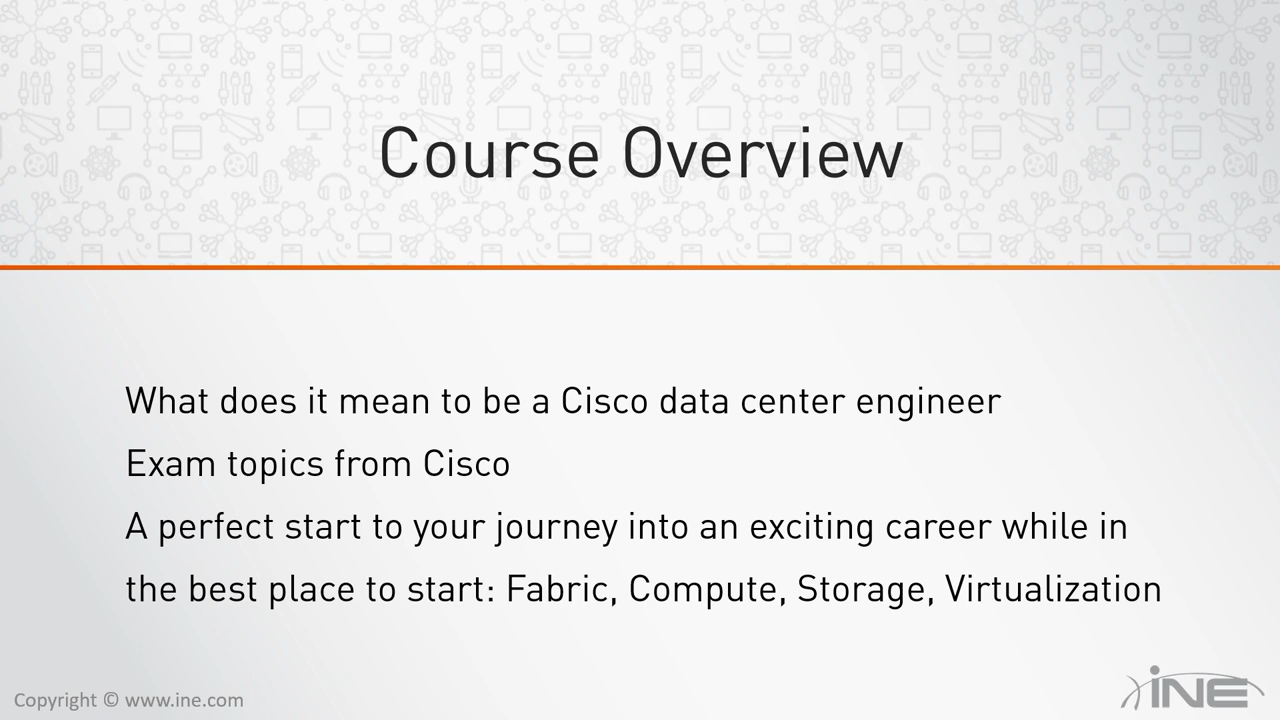 Course Overview
What does it mean to be a Cisco data center engineer
Exam topics from Cisco
A perfect start to your journey into an exciting career while in
the best place to start: Fabric, Compute, Storage, Virtualization
Copyright © www.ine.com
iNE